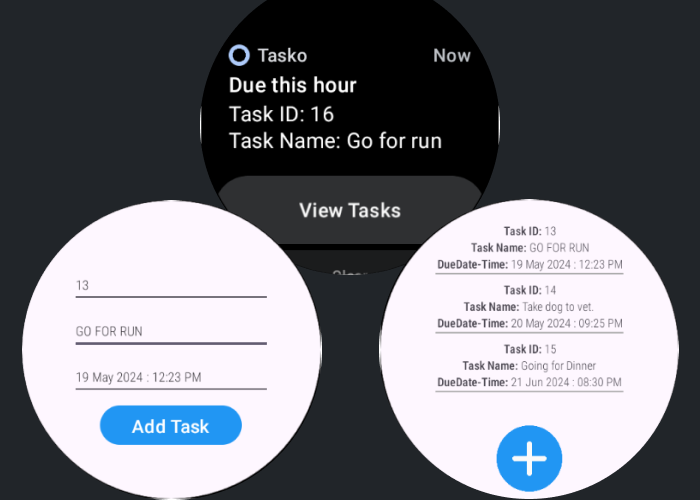 Tasko Now
Due this hour
Task ID: 16
Task Name: Go for run
View Tasks
13
GO FOR RUN
19 May 2024 : 12:23 PM
Add Task
Task ID: 13
Task Name: GO FOR RUN
DueDate-Time: 19 May 2024 : 12:23 PM
Task ID: 14
Task Name: Take dog to vet.
DueDate-Time: 20 May 2024 : 09:25 PM
Task ID: 15
Task Name: Going for Dinner
DueDate-Time: 21 Jun 2024 : 08:30 PM